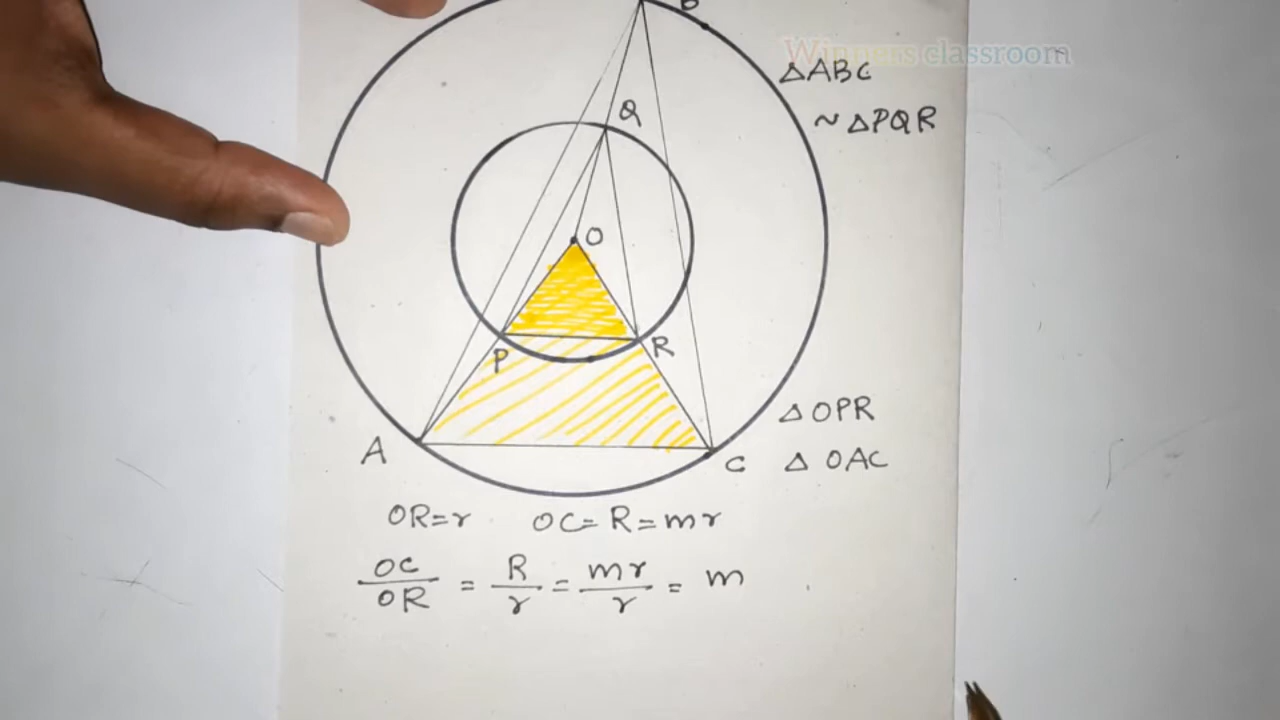 B
Winners classroom
△ABC
Q
~ △PQR
O
P
R
△ OPR
A
C
△ OAC
OR=r OC= R=mr
OC/OR = R/r = mr/r = m